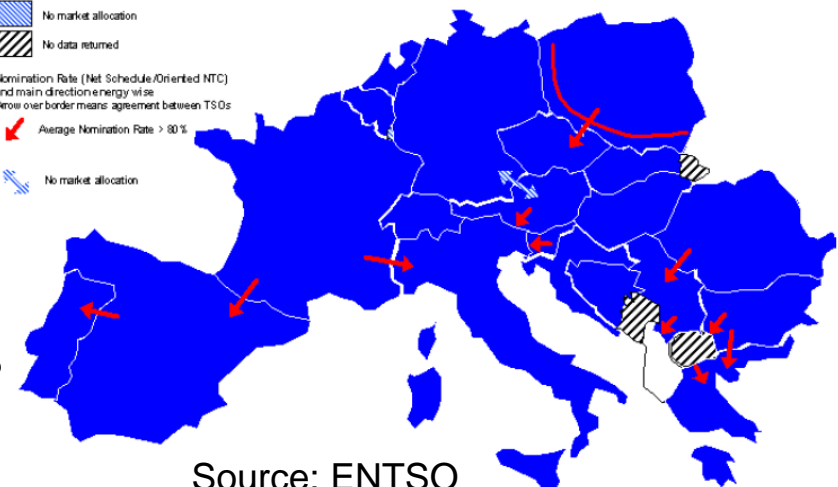 No market allocation
No data returned
Nomination Rate (Net Schedule/Oriented NTC)
and main direction energy wise
Arrow over border means agreement between TSOs
Average Nomination Rate > 80%
No market allocation
Source: ENTSO